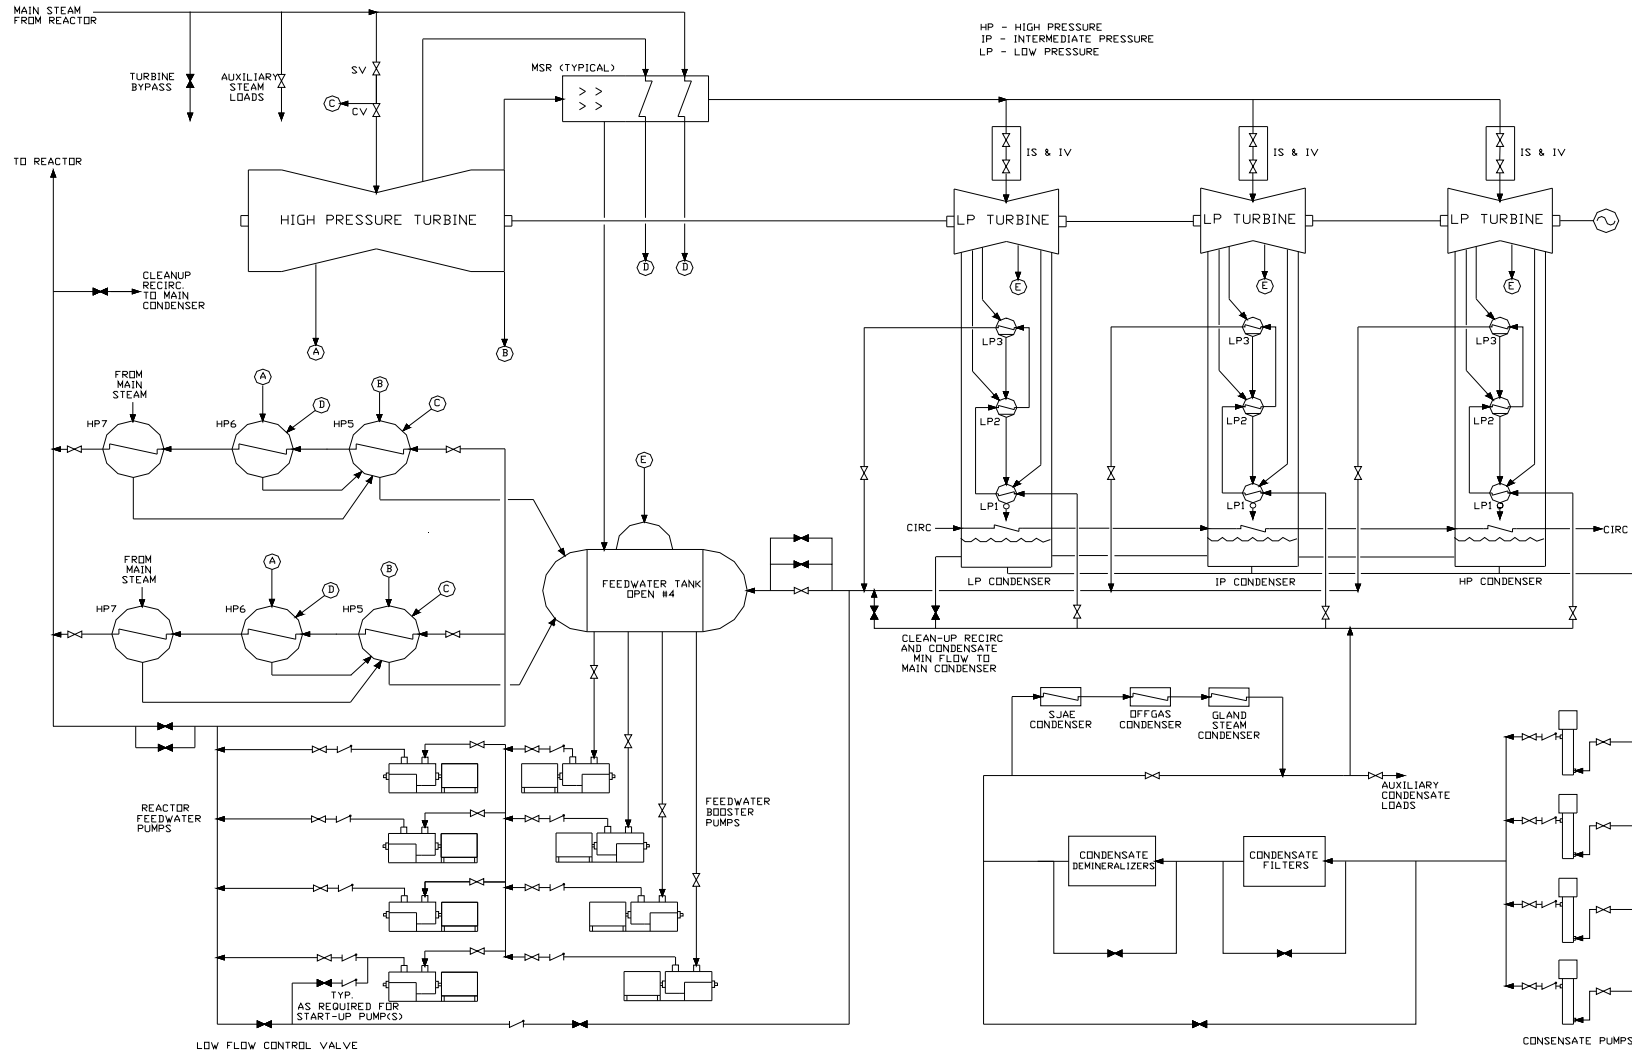 MAIN STEAM
FROM REACTOR
HP - HIGH PRESSURE
IP - INTERMEDIATE PRESSURE
LP - LOW PRESSURE
TURBINE
BYPASS
AUXILIARY
STEAM
LOADS
SV
C
CV
MSR (TYPICAL)
TO REACTOR
IS & IV
IS & IV
IS & IV
HIGH PRESSURE TURBINE
LP TURBINE
LP TURBINE
LP TURBINE
D
D
CLEANUP
RECIRC.
TO MAIN
CONDENSER
E
E
E
A
B
LP3
LP3
LP3
FROM
MAIN
STEAM
A
D
B
C
HP7
HP6
HP5
LP2
LP2
LP2
E
LP1
LP1
LP1
CIRC
CIRC
FROM
MAIN
STEAM
A
D
B
C
HP7
HP6
HP5
FEEDWATER TANK
OPEN #4
LP CONDENSER
IP CONDENSER
HP CONDENSER
CLEAN-UP RECIRC
AND CONDENSATE
MIN FLOW TO
MAIN CONDENSER
SJAE
CONDENSER
OFFGAS
CONDENSER
GLAND
STEAM
CONDENSER
AUXILIARY
CONDENSATE
LOADS
REACTOR
FEEDWATER
PUMPS
FEEDWATER
BOOSTER
PUMPS
CONDENSATE
DEMINERALIZERS
CONDENSATE
FILTERS
TYP.
AS REQUIRED FOR
START-UP PUMP(S)
LOW FLOW CONTROL VALVE
CONSENSATE PUMPS